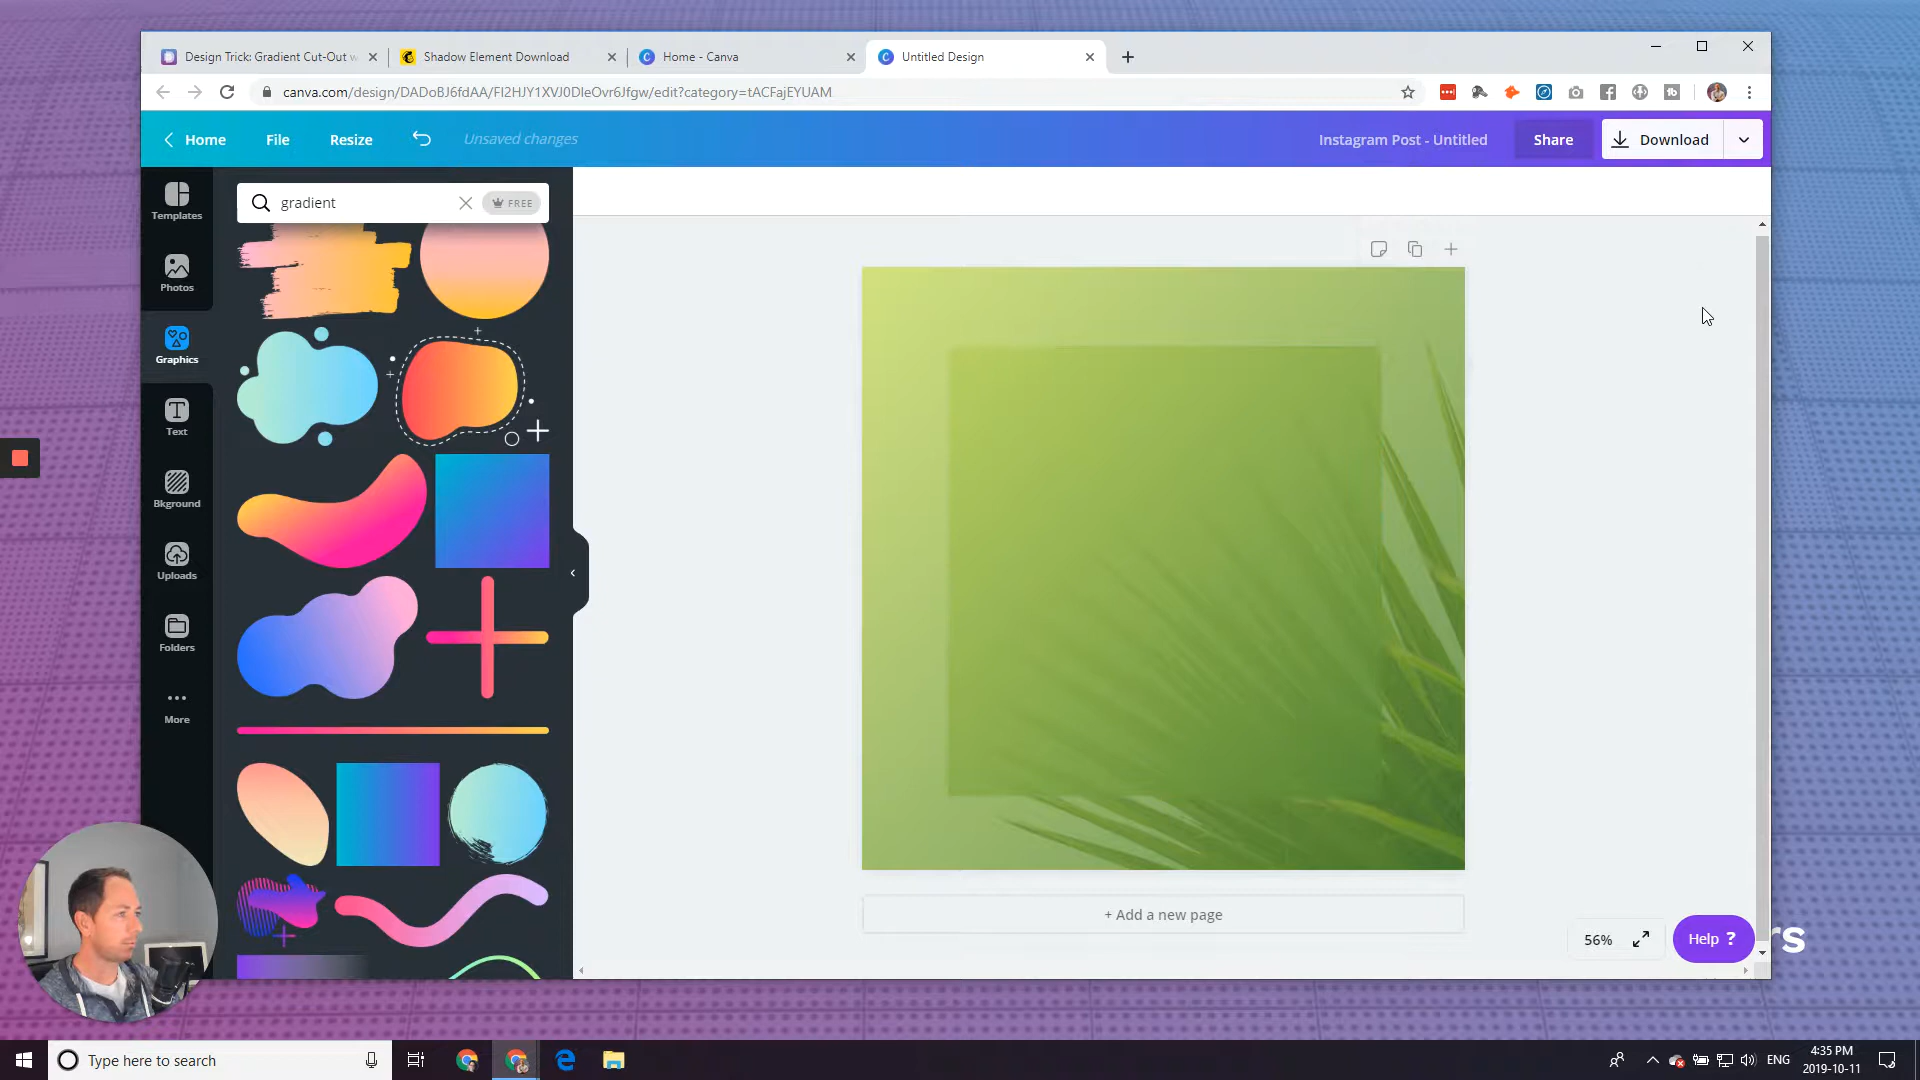 Design Trick: Gradient Cut-Out w
Shadow Element Download
Home - Canva
Untitled Design
canva.com/design/DADoBJ6fdAA/FI2HJY1XVJ0DleOvr6Jfgw/edit?category=tACFajEYUAM
Home
File
Resize
Unsaved changes
Instagram Post - Untitled
Share
Download
Templates
Photos
Graphics
Text
Bkground
Uploads
Folders
More
gradient
FREE
+ Add a new page
56%
Help ?
rs
Type here to search
ENG
4:35 PM
2019-10-11